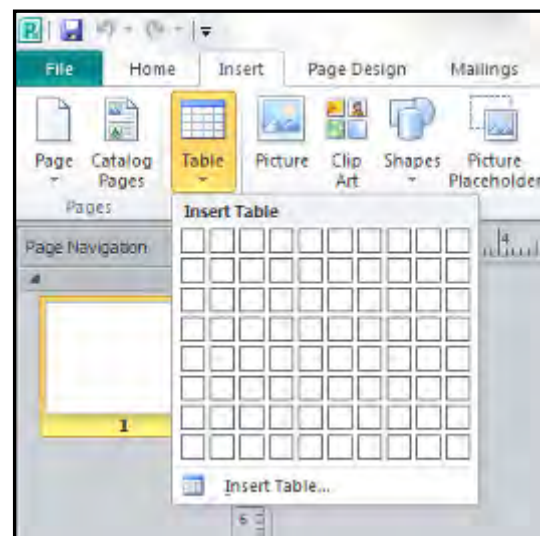 File Home Insert Page Design Mailings
Page Catalog Pages Table Picture Clip Art Shapes Picture Placeholder
Pages
Insert Table
Page Navigation
4
1
Insert Table...
6